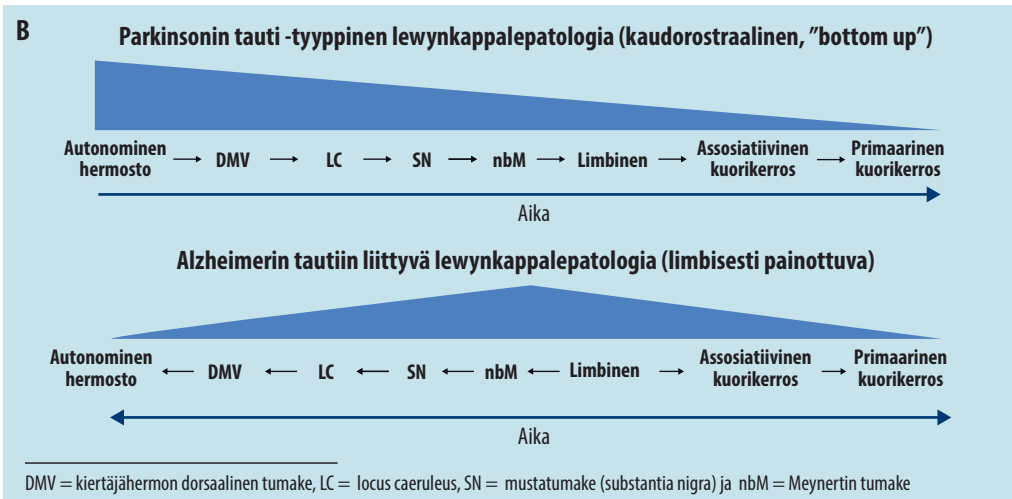 B
Parkinsonin tauti -tyyppinen lewynkappalepatologia (kaudorostraalinen, ”bottom up”)
Autonominen hermosto → DMV → LC → SN → nbM → Limbinen → Assosiatiivinen kuorikerros → Primaarinen kuorikerros
Aika
Alzheimerin tautiin liittyvä lewynkappalepatologia (limbisesti painottuva)
Autonominen hermosto ← DMV ← LC ← SN ← nbM ← Limbinen → Assosiatiivinen kuorikerros → Primaarinen kuorikerros
Aika
DMV = kiertäjähermon dorsaalinen tumake, LC = locus caeruleus, SN = mustatumake (substantia nigra) ja nbM = Meynertin tumake